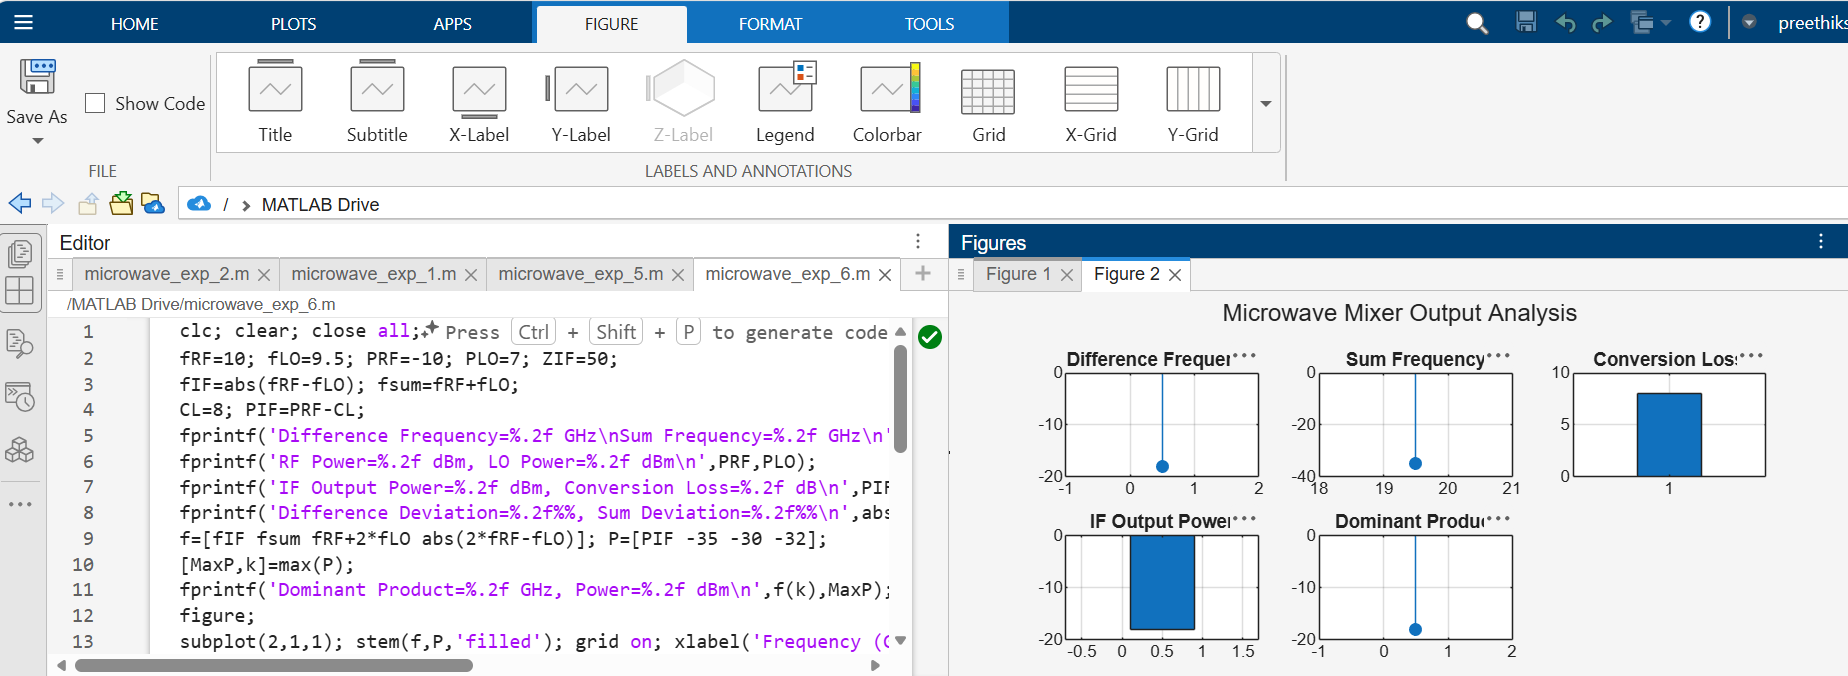 HOME PLOTS APPS FIGURE FORMAT TOOLS preethiks
Save As
Show Code
Title Subtitle X-Label Y-Label Z-Label Legend Colorbar Grid X-Grid Y-Grid
FILE LABELS AND ANNOTATIONS
/ > MATLAB Drive
Editor
microwave_exp_2.m microwave_exp_1.m microwave_exp_5.m microwave_exp_6.m
/MATLAB Drive/microwave_exp_6.m
1 clc; clear; close all; Press Ctrl + Shift + P to generate code
2 fRF=10; fLO=9.5; PRF=-10; PLO=7; ZIF=50;
3 fIF=abs(fRF-fLO); fsum=fRF+fLO;
4 CL=8; PIF=PRF-CL;
5 fprintf('Difference Frequency=%.2f GHz\nSum Frequency=%.2f GHz\n'
6 fprintf('RF Power=%.2f dBm, LO Power=%.2f dBm\n',PRF,PLO);
7 fprintf('IF Output Power=%.2f dBm, Conversion Loss=%.2f dB\n',PIF
8 fprintf('Difference Deviation=%.2f%%, Sum Deviation=%.2f%%\n',abs
9 f=[fIF fsum fRF+2*fLO abs(2*fRF-fLO)]; P=[PIF -35 -30 -32];
10 [MaxP,k]=max(P);
11 fprintf('Dominant Product=%.2f GHz, Power=%.2f dBm\n',f(k),MaxP);
12 figure;
13 subplot(2,1,1); stem(f,P,'filled'); grid on; xlabel('Frequency (
Figures
Figure 1 Figure 2
Microwave Mixer Output Analysis
Difference Frequer...
0
-10
-20
-1 0 1 2
Sum Frequency...
0
-20
-40
18 19 20 21
Conversion Los...
10
5
0
1
IF Output Power...
0
-10
-20
-0.5 0 0.5 1 1.5
Dominant Produ...
0
-10
-20
-1 0 1 2